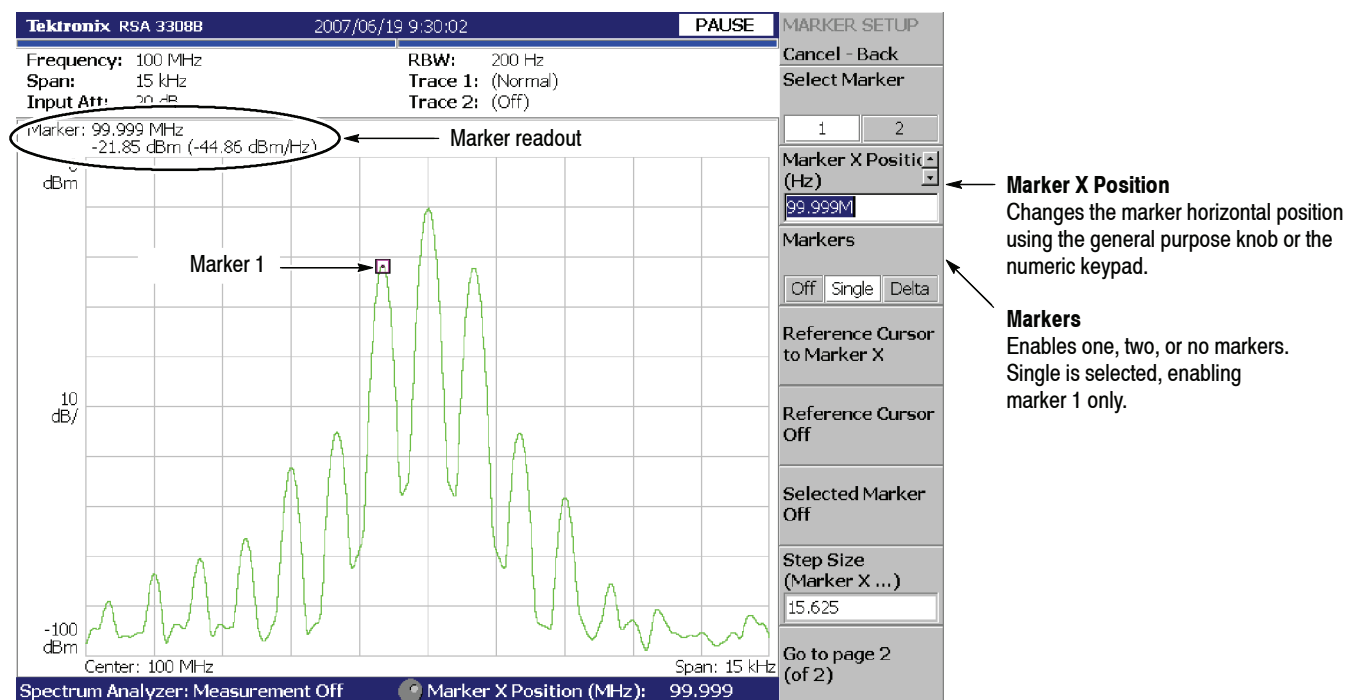 Tektronix RSA 3308B 2007/06/19 9:30:02 PAUSE
Frequency: 100 MHz RBW: 200 Hz
Span: 15 kHz Trace 1: (Normal)
Input Att: 20 dB Trace 2: (Off)
Marker: 99.999 MHz
-21.85 dBm (-44.86 dBm/Hz)
Marker readout
0
dBm
Marker 1
10
dB/
-100
dBm
Center: 100 MHz Span: 15 kHz
Spectrum Analyzer: Measurement Off Marker X Position (MHz): 99.999
MARKER SETUP
Cancel - Back
Select Marker
1 2
Marker X Positic
(Hz)
99.999M
Markers
Off Single Delta
Reference Cursor
to Marker X
Reference Cursor
Off
Selected Marker
Off
Step Size
(Marker X ...)
15.625
Go to page 2
(of 2)
Marker X Position
Changes the marker horizontal position
using the general purpose knob or the
numeric keypad.
Markers
Enables one, two, or no markers.
Single is selected, enabling
marker 1 only.